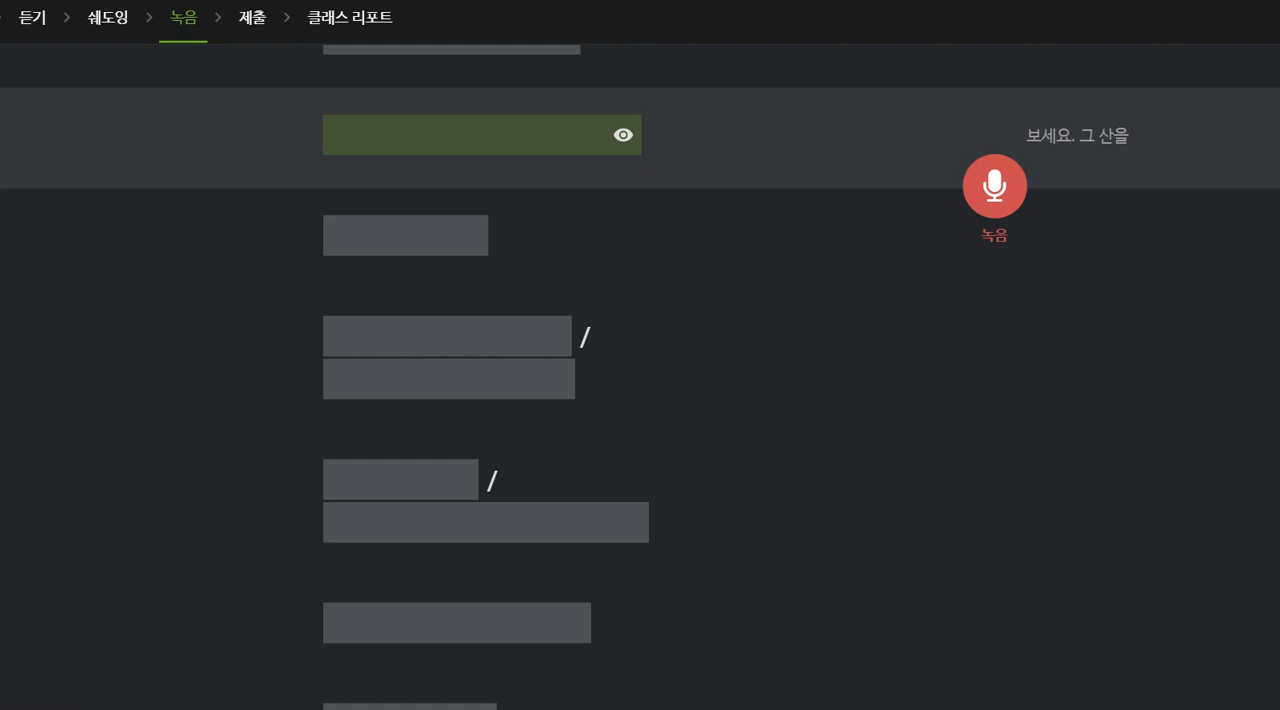 듣기 > 쉐도잉 > 녹음 > 제출 > 클래스 리포트
보세요. 그 산을
녹음
/
/